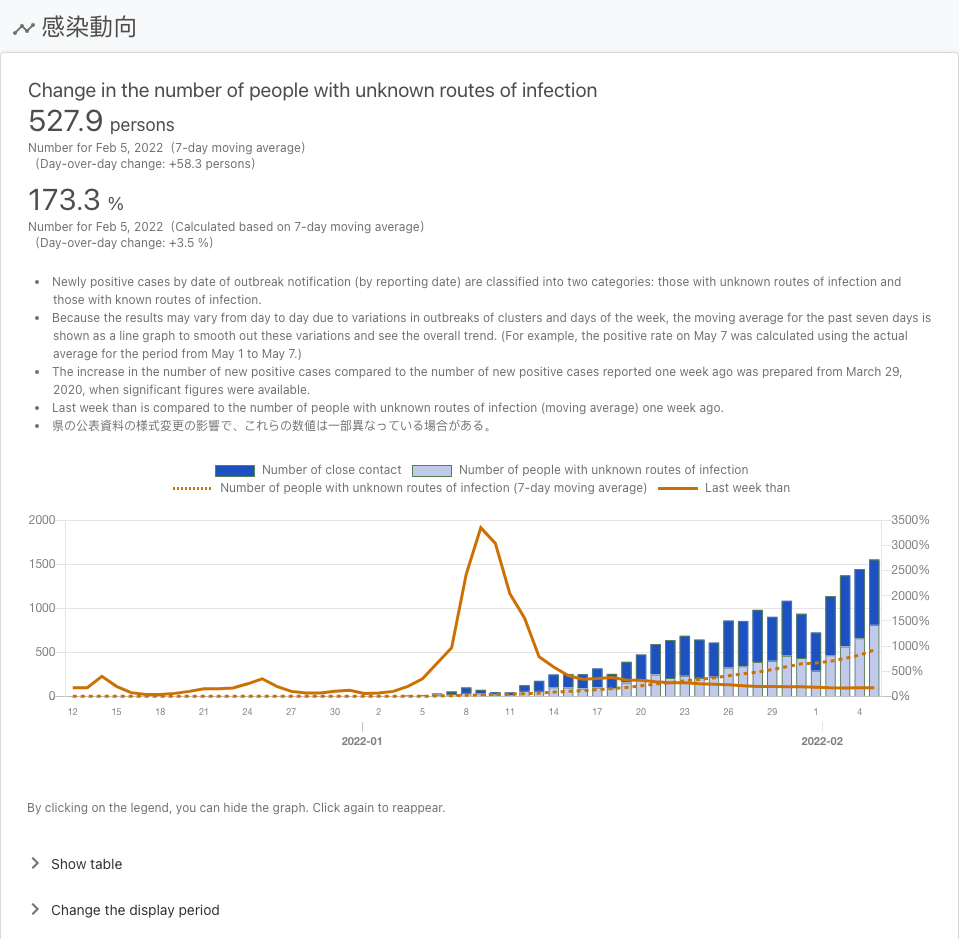 感染動向
Change in the number of people with unknown routes of infection
527.9 persons
Number for Feb 5, 2022（7-day moving average）
（Day-over-day change: +58.3 persons）
173.3 %
Number for Feb 5, 2022（Calculated based on 7-day moving average）
（Day-over-day change: +3.5 %）
• Newly positive cases by date of outbreak notification (by reporting date) are classified into two categories: those with unknown routes of infection and
those with known routes of infection.
• Because the results may vary from day to day due to variations in outbreaks of clusters and days of the week, the moving average for the past seven days is
shown as a line graph to smooth out these variations and see the overall trend. (For example, the positive rate on May 7 was calculated using the actual
average for the period from May 1 to May 7.)
• The increase in the number of new positive cases compared to the number of new positive cases reported one week ago was prepared from March 29,
2020, when significant figures were available.
• Last week than is compared to the number of people with unknown routes of infection (moving average) one week ago.
• 県の公表資料の様式変更の影響で、これらの数値は一部異なっている場合がある。
Number of close contact Number of people with unknown routes of infection
Number of people with unknown routes of infection (7-day moving average) Last week than
2000 3500%
3000%
1500 2500%
2000%
1000 1500%
1000%
500 500%
0 0%
12 15 18 21 24 27 30 2 5 8 11 14 17 20 23 26 29 1 4
2022-01 2022-02
By clicking on the legend, you can hide the graph. Click again to reappear.
Show table
Change the display period